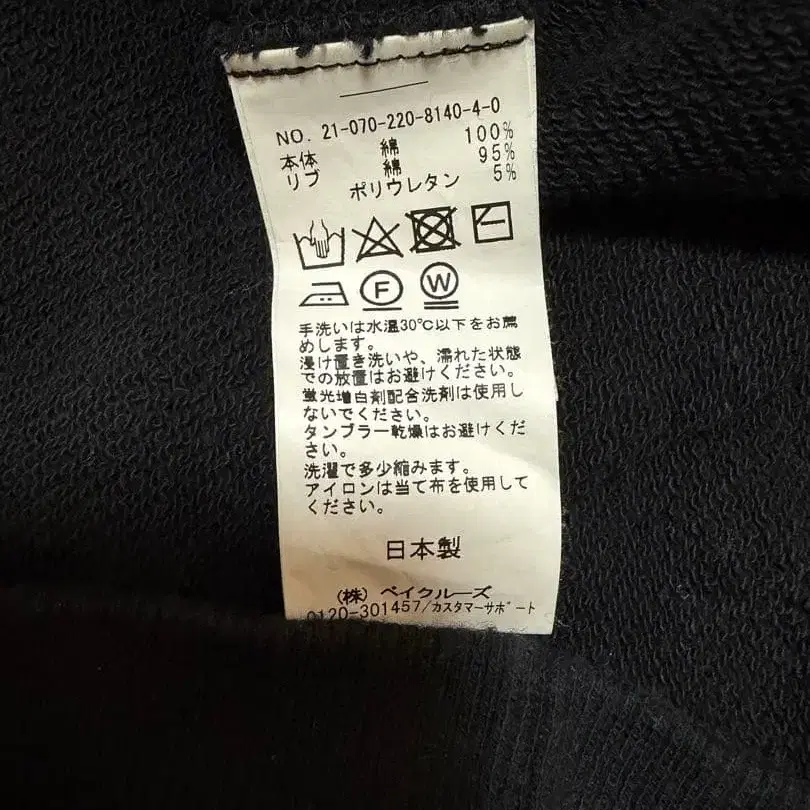 NO. 21-070-220-8140-4-0
本体 綿 100%
リブ 綿 95%
ポリウレタン 5%
F W
手洗いは水温30℃以下をお薦
めします。
浸け置き洗いや、濡れた状態
での放置はお避けください。
蛍光増白剤配合洗剤は使用し
ないでください。
タンブラー乾燥はお避けくだ
さい。
洗濯で多少縮みます。
アイロンは当て布を使用して
ください。
日本製
(株) ベイクルーズ
0120-301457/カスタマーサポート